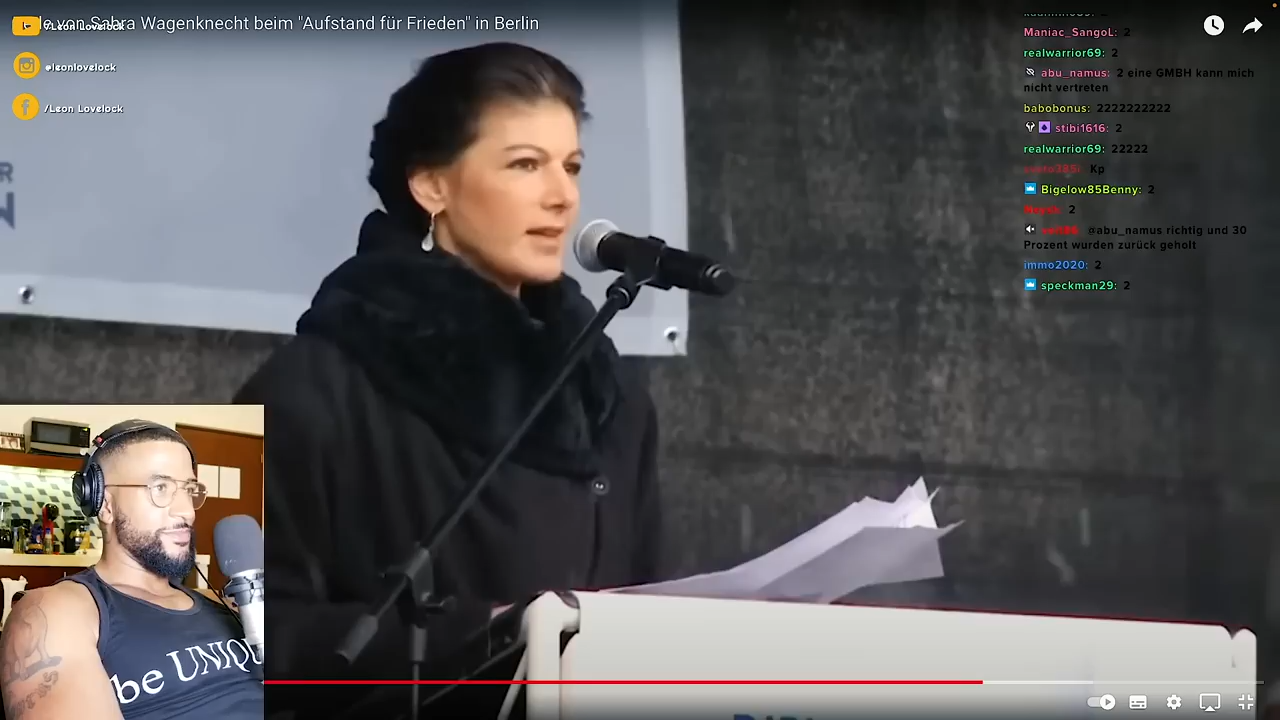 von Sahra Wagenknecht beim "Aufstand für Frieden" in Berlin
/Leon Lovelock
@leonlovelock
/Leon Lovelock
R
N
Maniac_SangoL: 2
realwarrior69: 2
abu_namus: 2 eine GMBH kann mich
nicht vertreten
babobonus: 2222222222
stibi1616: 2
realwarrior69: 22222
Kp
Bigelow85Benny: 2
2
@abu_namus richtig und 30
Prozent wurden zurück geholt
immo2020: 2
speckman29: 2
be UNIQU